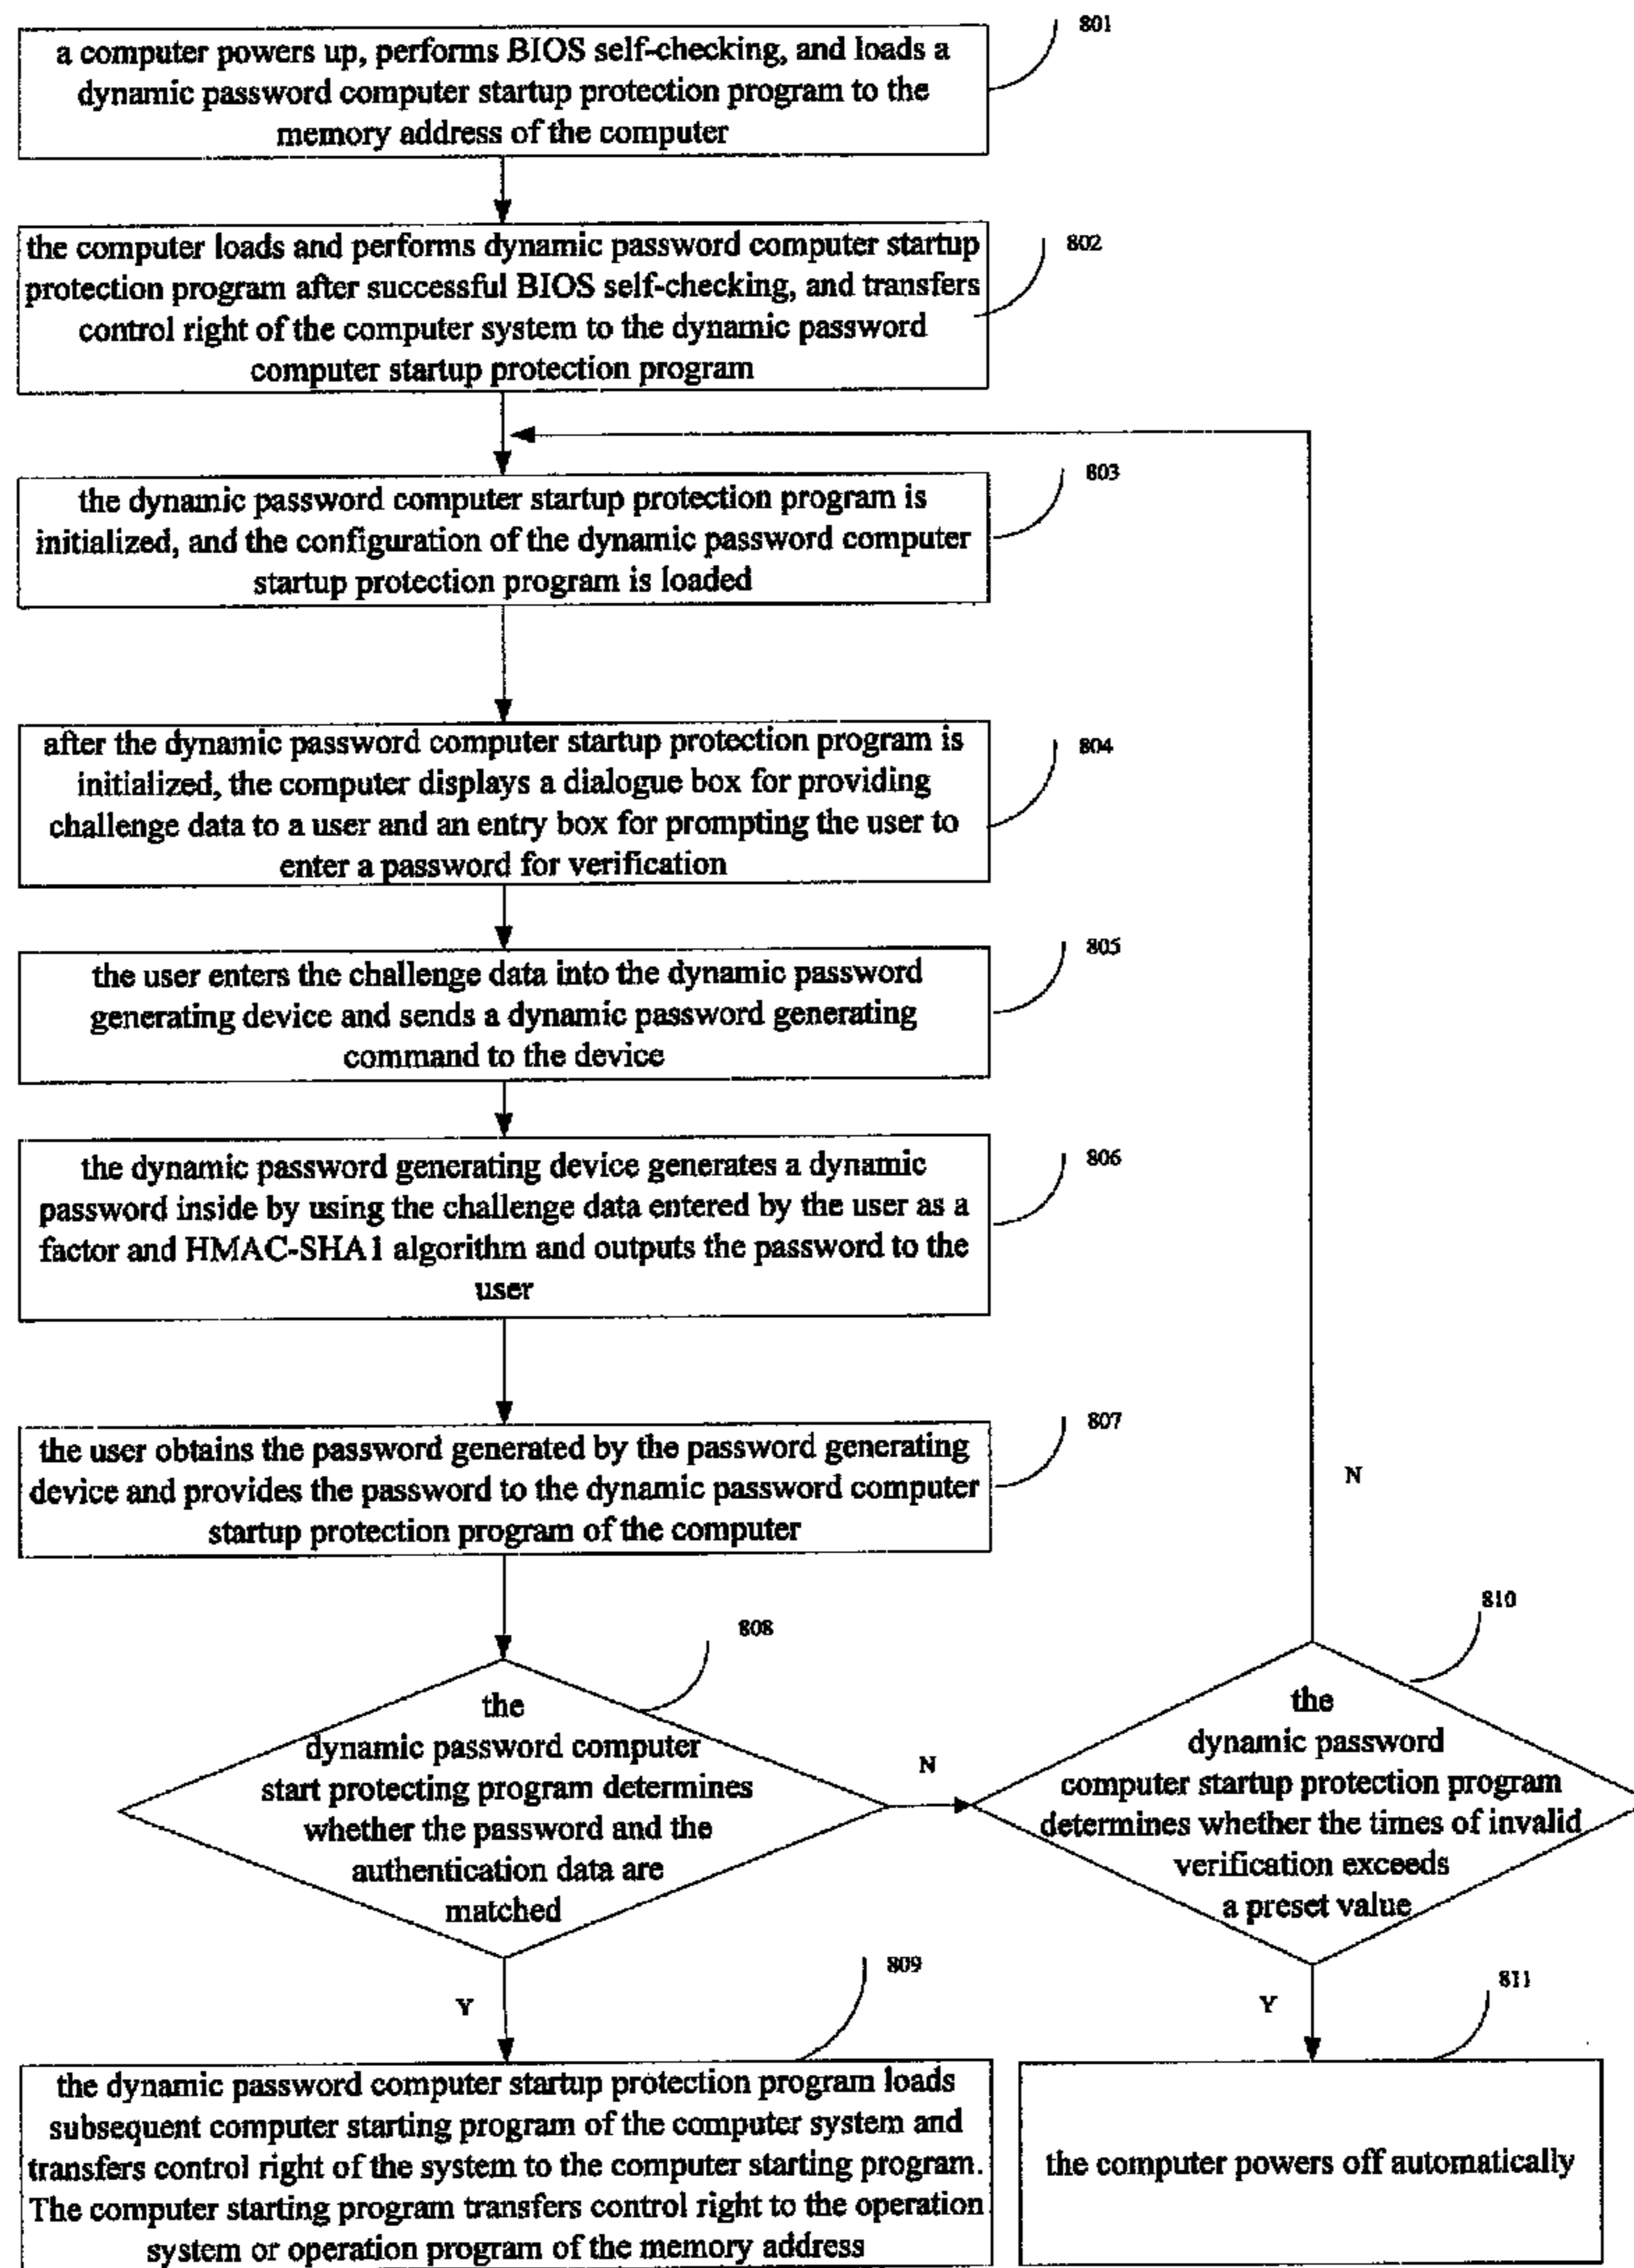 801
a computer powers up, performs BIOS self-checking, and loads a
dynamic password computer startup protection program to the
memory address of the computer
802
the computer loads and performs dynamic password computer startup
protection program after successful BIOS self-checking, and transfers
control right of the computer system to the dynamic password
computer startup protection program
803
the dynamic password computer startup protection program is
initialized, and the configuration of the dynamic password computer
startup protection program is loaded
804
after the dynamic password computer startup protection program is
initialized, the computer displays a dialogue box for providing
challenge data to a user and an entry box for prompting the user to
enter a password for verification
805
the user enters the challenge data into the dynamic password
generating device and sends a dynamic password generating
command to the device
806
the dynamic password generating device generates a dynamic
password inside by using the challenge data entered by the user as a
factor and HMAC-SHA1 algorithm and outputs the password to the
user
807
the user obtains the password generated by the password generating
device and provides the password to the dynamic password computer
startup protection program of the computer
N
808
the
dynamic password computer
start protecting program determines
whether the password and the
authentication data are
matched
N
810
the
dynamic password
computer startup protection program
determines whether the times of invalid
verification exceeds
a preset value
Y
809
Y
811
the dynamic password computer startup protection program loads
subsequent computer starting program of the computer system and
transfers control right of the system to the computer starting program.
The computer starting program transfers control right to the operation
system or operation program of the memory address
the computer powers off automatically